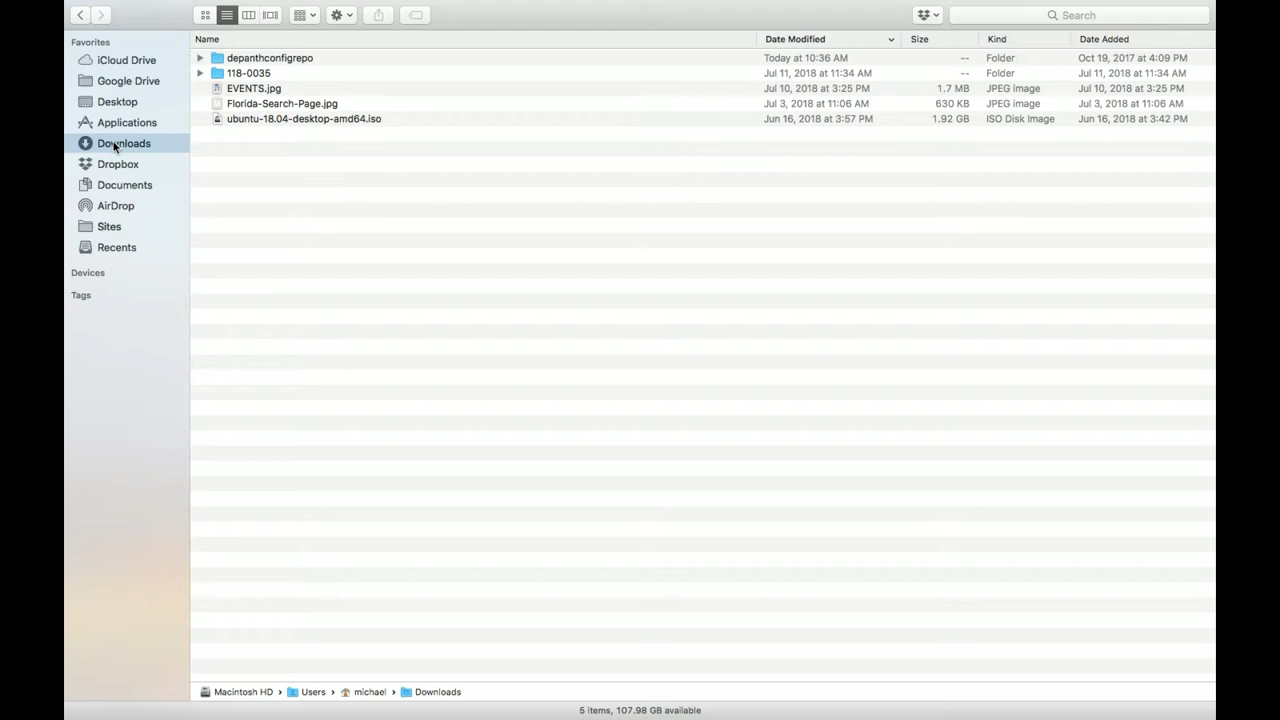 Search
Favorites
iCloud Drive
Google Drive
Desktop
Applications
Downloads
Dropbox
Documents
AirDrop
Sites
Recents
Devices
Tags
Name Date Modified Size Kind Date Added
depanthconfigrepo Today at 10:36 AM -- Folder Oct 19, 2017 at 4:09 PM
118-0035 Jul 11, 2018 at 11:34 AM -- Folder Jul 11, 2018 at 11:34 AM
EVENTS.jpg Jul 10, 2018 at 3:25 PM 1.7 MB JPEG image Jul 10, 2018 at 3:25 PM
Florida-Search-Page.jpg Jul 3, 2018 at 11:06 AM 630 KB JPEG image Jul 3, 2018 at 11:06 AM
ubuntu-18.04-desktop-amd64.iso Jun 16, 2018 at 3:57 PM 1.92 GB ISO Disk Image Jun 16, 2018 at 3:42 PM
Macintosh HD › Users › michael › Downloads
5 items, 107.98 GB available